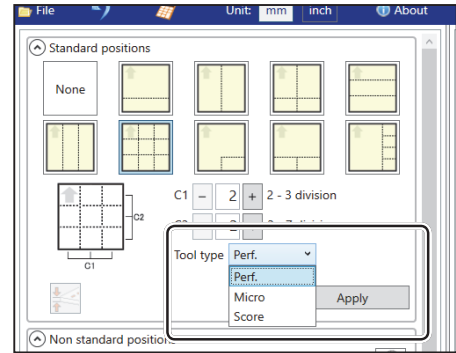 File Unit: mm inch About
Standard positions
None
C1 − 2 + 2 - 3 division
C2
2
C1
Tool type Perf.
Perf.
Micro Apply
Score
Non standard positions